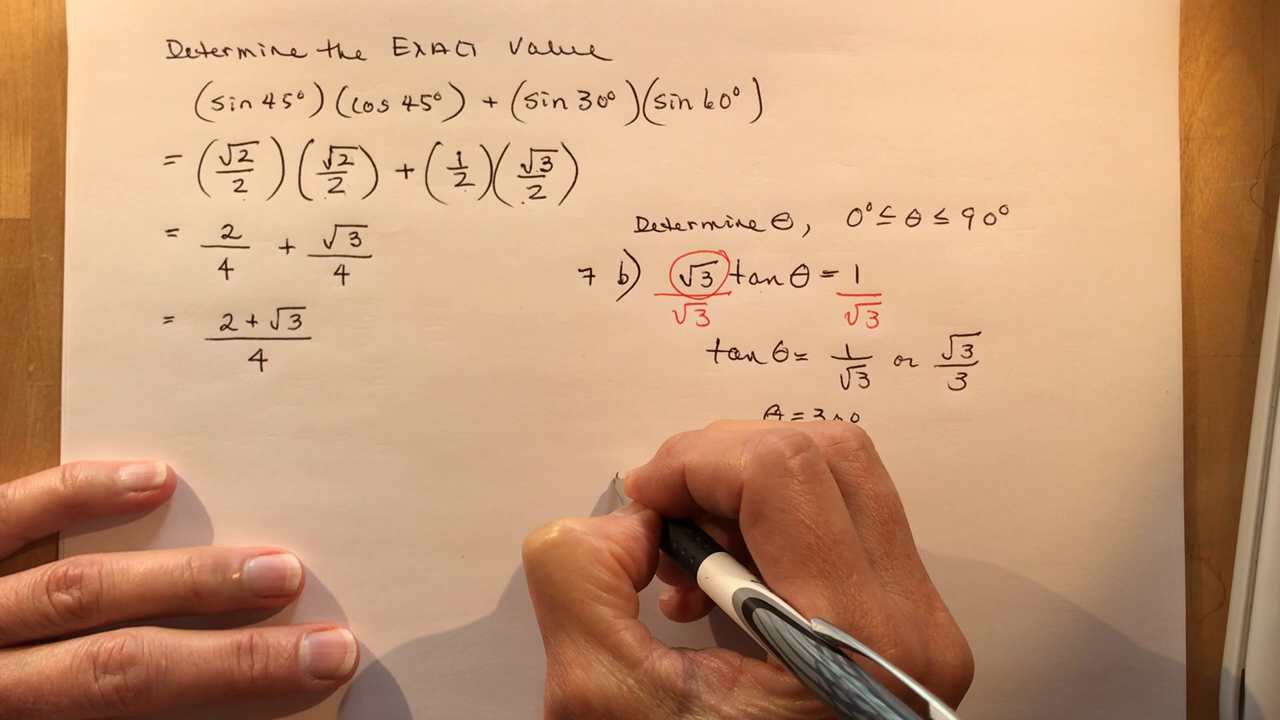 Determine the EXACT Value
(sin 45°)(cos 45°) + (sin 30°)(sin 60°)
= (√2/2)(√2/2) + (1/2)(√3/2)
= 2/4 + √3/4
= (2 + √3)/4
Determine θ, 0° ≤ θ ≤ 90°
7 b) √3 tan θ = 1
√3 √3
tan θ = 1/√3 or √3/3
θ = 30°